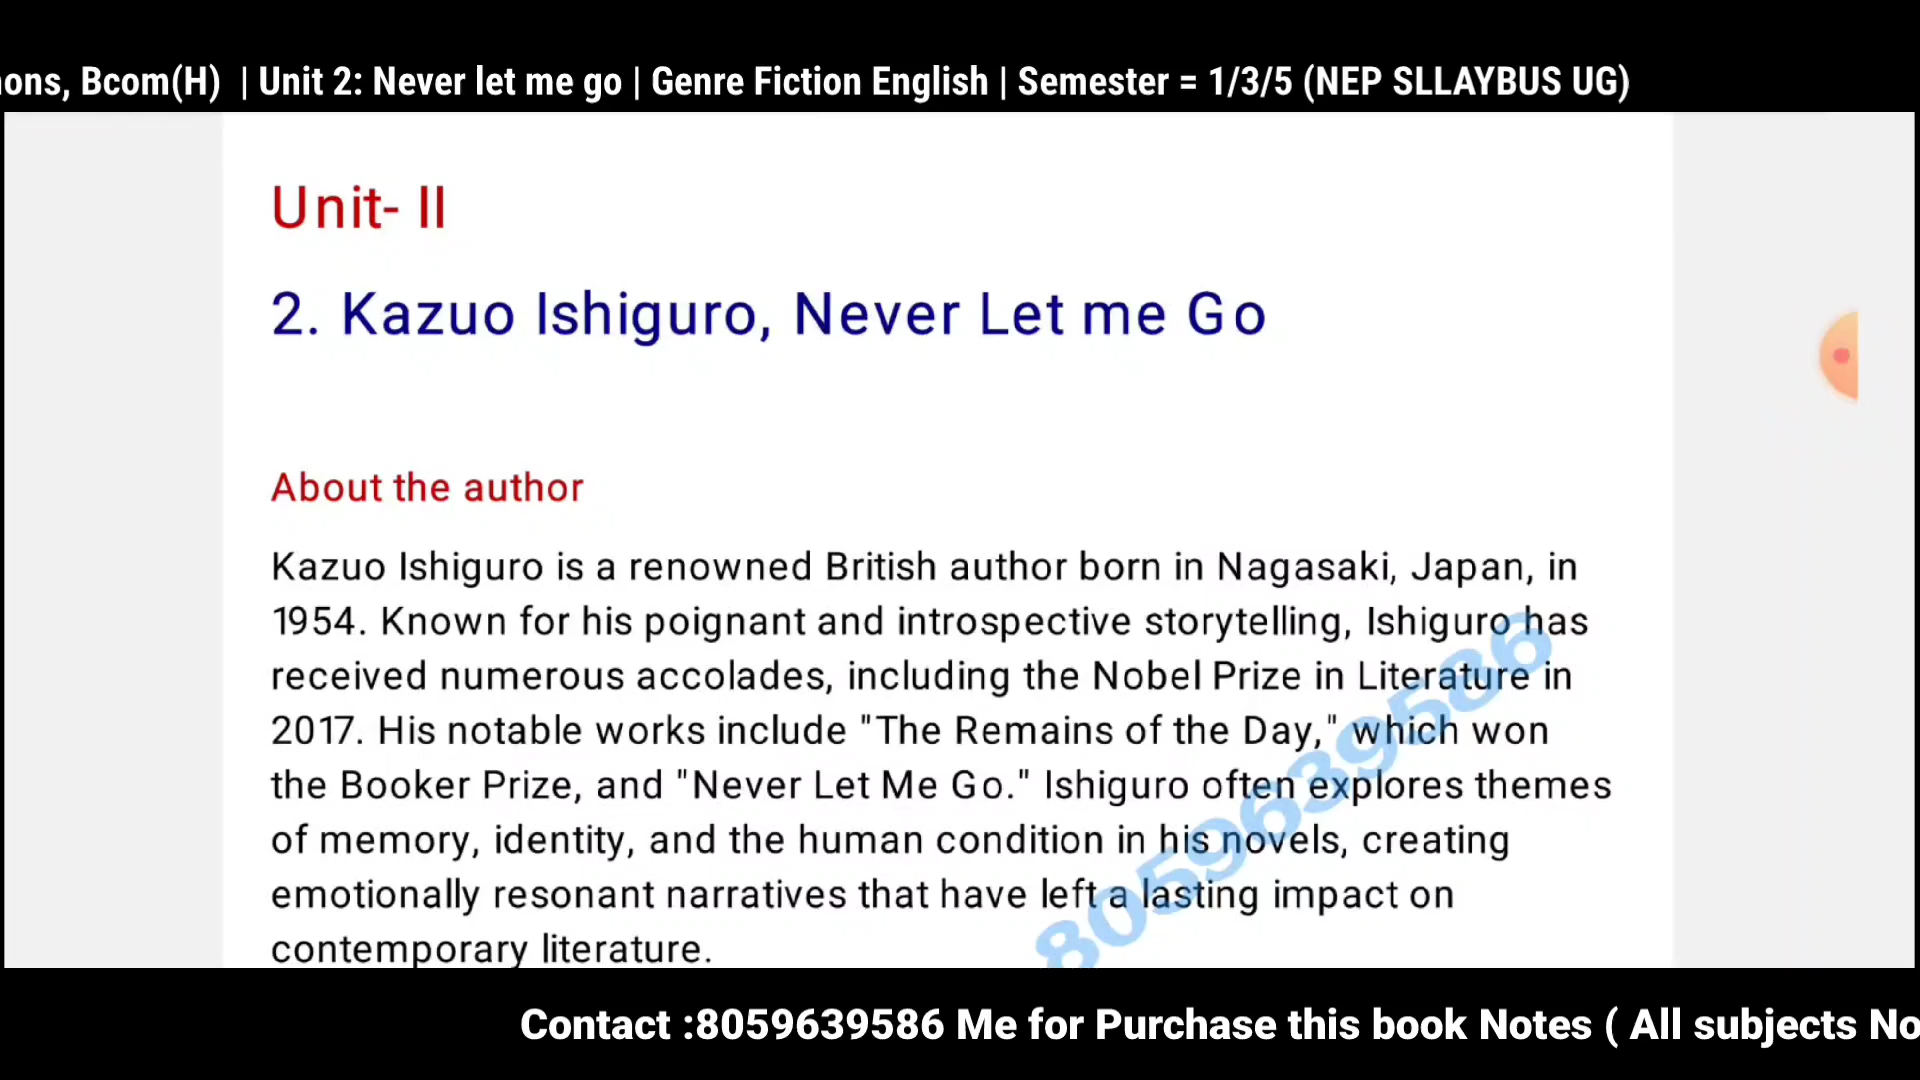 ons, Bcom(H) | Unit 2: Never let me go | Genre Fiction English | Semester = 1/3/5 (NEP SLLAYBUS UG)
Unit- II
2. Kazuo Ishiguro, Never Let me Go
About the author
Kazuo Ishiguro is a renowned British author born in Nagasaki, Japan, in
1954. Known for his poignant and introspective storytelling, Ishiguro has
received numerous accolades, including the Nobel Prize in Literature in
2017. His notable works include "The Remains of the Day," which won
the Booker Prize, and "Never Let Me Go." Ishiguro often explores themes
of memory, identity, and the human condition in his novels, creating
emotionally resonant narratives that have left a lasting impact on
contemporary literature.
8059639586
Contact :8059639586 Me for Purchase this book Notes ( All subjects No